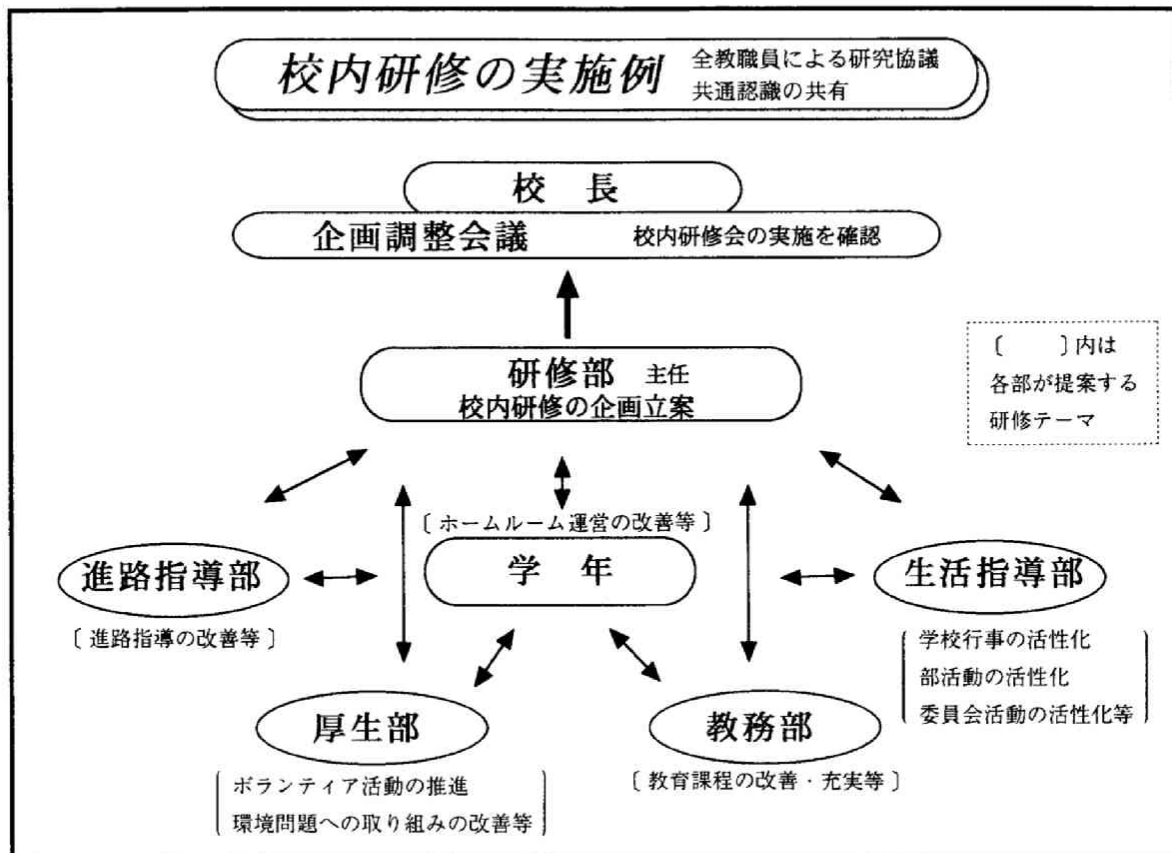 校内研修の実施例
全教職員による研究協議
共通認識の共有
校 長
企画調整会議 校内研修会の実施を確認
研修部 主任
校内研修の企画立案
〔 〕内は
各部が提案する
研修テーマ
〔ホームルーム運営の改善等〕
学 年
進路指導部
〔進路指導の改善等〕
生活指導部
学校行事の活性化
部活動の活性化
委員会活動の活性化等
厚生部
ボランティア活動の推進
環境問題への取り組みの改善等
教務部
〔教育課程の改善・充実等〕